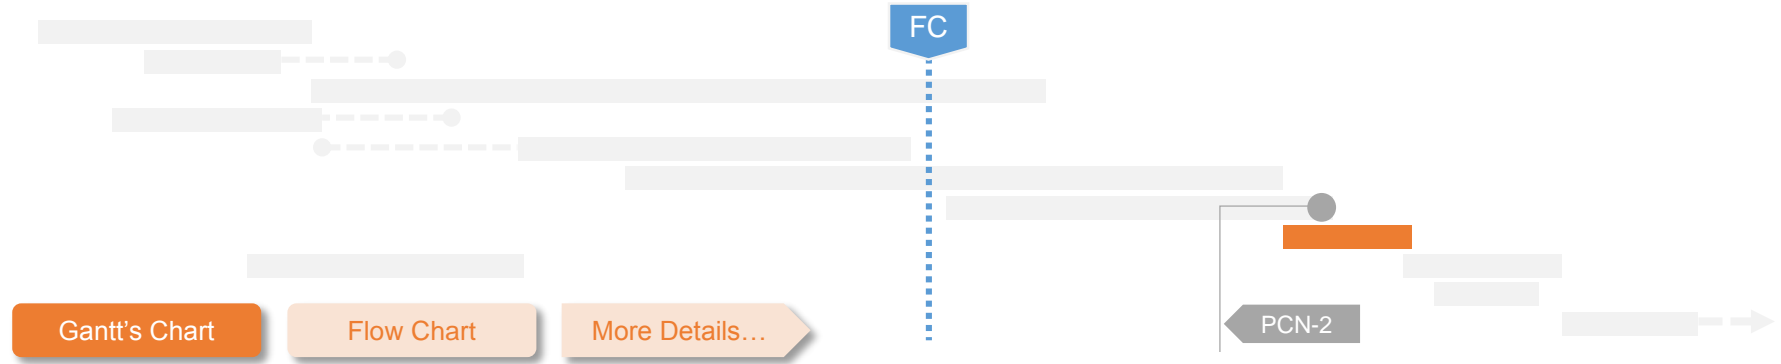 FC
Gantt's Chart
Flow Chart
More Details…
PCN-2